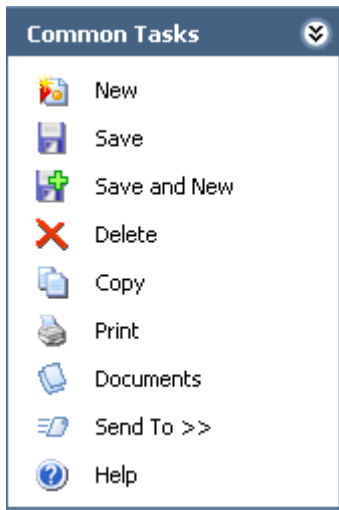 Common Tasks
New
Save
Save and New
Delete
Copy
Print
Documents
Send To >>
Help